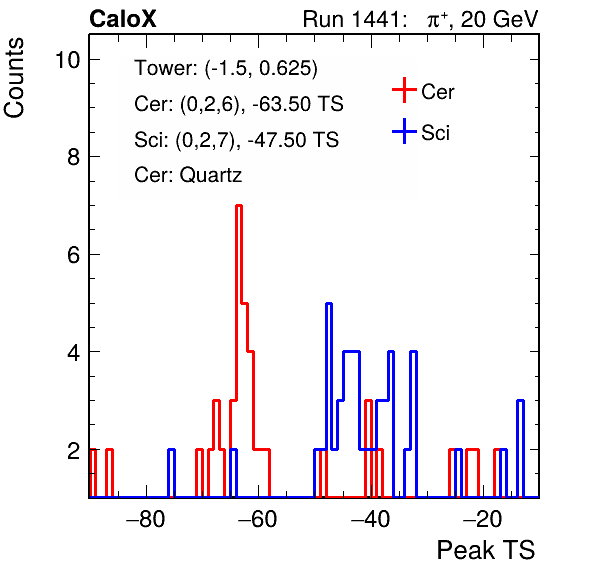 CaloX Run 1441: π⁺, 20 GeV
Counts
Tower: (-1.5, 0.625)
Cer: (0,2,6), -63.50 TS
Sci: (0,2,7), -47.50 TS
Cer: Quartz
Cer
Sci
10
8
6
4
2
−80 −60 −40 −20
Peak TS